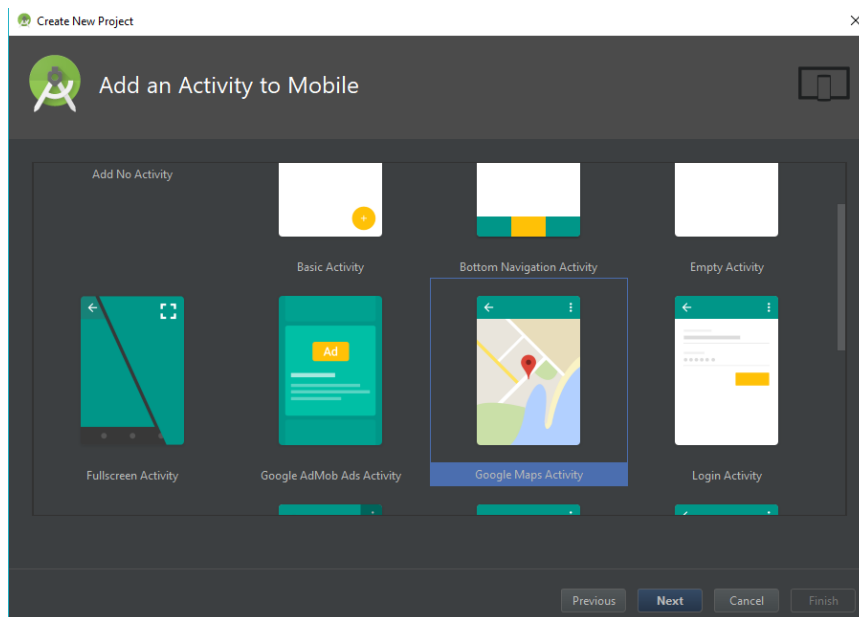 Create New Project
Add an Activity to Mobile
Add No Activity
Basic Activity
Bottom Navigation Activity
Empty Activity
Ad
Fullscreen Activity
Google AdMob Ads Activity
Google Maps Activity
Login Activity
Previous
Next
Cancel
Finish